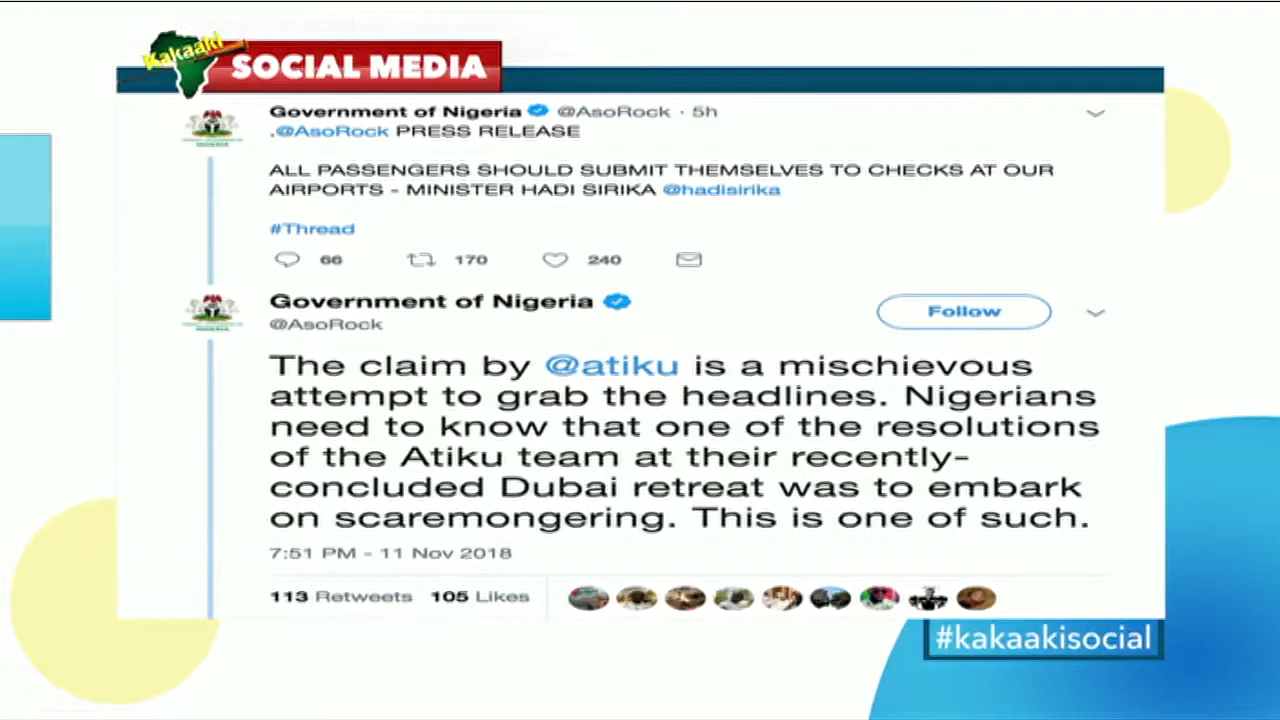 Kakaaki
SOCIAL MEDIA
Government of Nigeria @AsoRock · 5h
.@AsoRock PRESS RELEASE
ALL PASSENGERS SHOULD SUBMIT THEMSELVES TO CHECKS AT OUR
AIRPORTS - MINISTER HADI SIRIKA @hadisirika
#Thread
66 170 240
Government of Nigeria
@AsoRock
Follow
The claim by @atiku is a mischievous
attempt to grab the headlines. Nigerians
need to know that one of the resolutions
of the Atiku team at their recently-
concluded Dubai retreat was to embark
on scaremongering. This is one of such.
7:51 PM - 11 Nov 2018
113 Retweets 105 Likes
#kakaakisocial